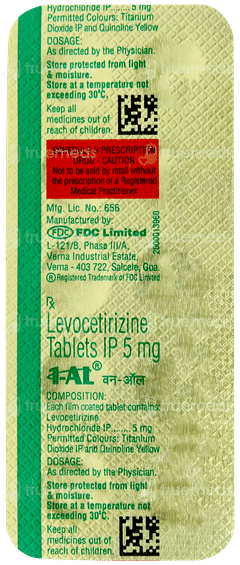 Hydrochloride IP........ 5 mg
Permitted Colours: Titanium
Dioxide IP and Quinoline Yellow
DOSAGE:
As directed by the Physician.
Store protected from light
& moisture.
Store at a temperature not
exceeding 30°C.
Keep all
medicines out of
reach of children.
PRESCRIPTION
DRUG - CAUTION
Not to be sold by retail without
the prescription of a Registered
Medical Practitioner.
Mfg. Lic. No.: 656
Manufactured by:
FDC FDC Limited
L-121/B, Phase III/A,
Verna Industrial Estate,
Verna - 403 722, Salcete, Goa.
® Registered Trademark of FDC Limited
Rx
Levocetirizine
Tablets IP 5 mg
1-AL® वन-ऑल
COMPOSITION:
Each film coated tablet contains:
Levocetirizine
Hydrochloride IP........ 5 mg
Permitted Colours: Titanium
Dioxide IP and Quinoline Yellow
DOSAGE:
As directed by the Physician.
Store protected from light
& moisture.
Store at a temperature not
exceeding 30°C.
Keep all
medicines out of
reach of children.